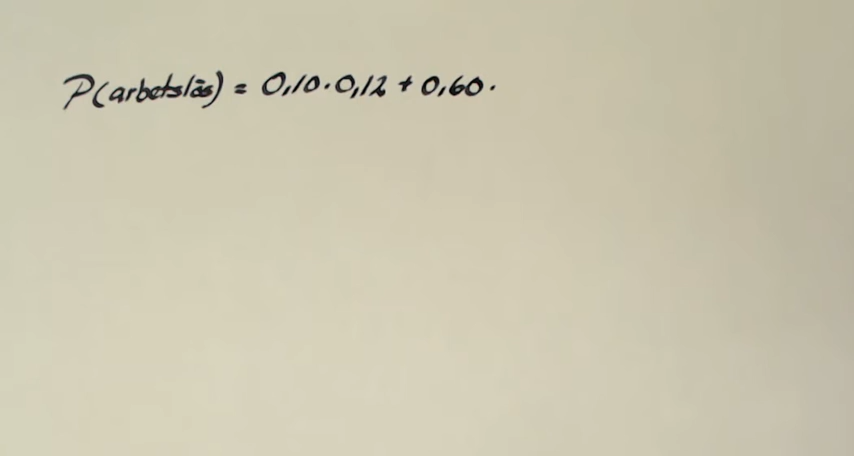 P(arbetslös) = 0,10·0,12 + 0,60·